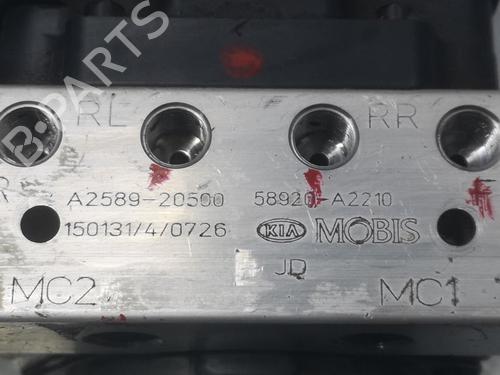 RL RR
R
A2589-20500 58920-A2210
150131/4/0726 KIA MOBIS
JD
MC2 MC1
B-PARTS